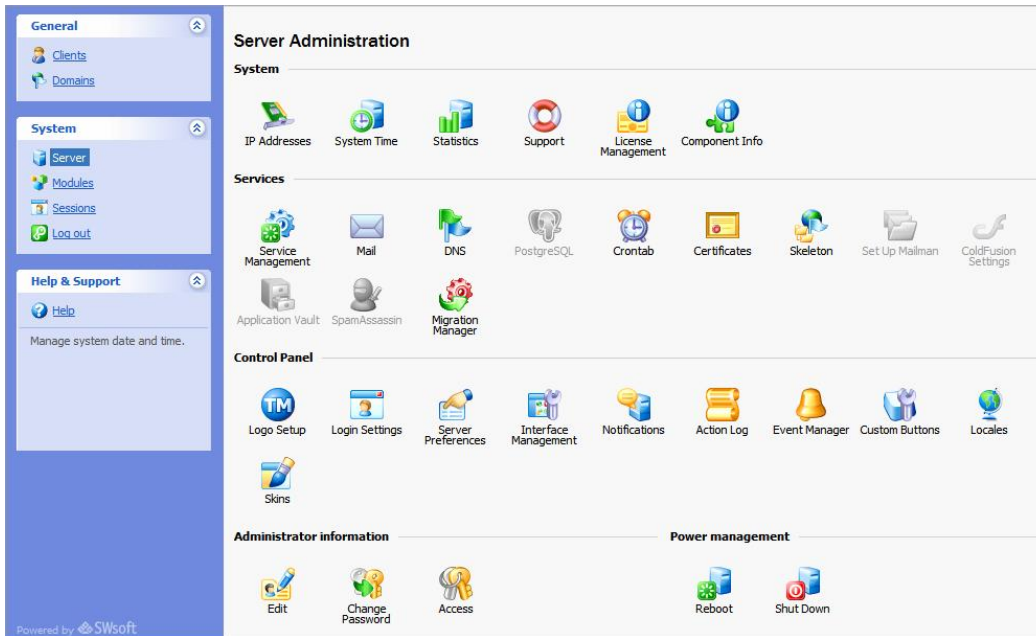 General
Clients
Domains
System
Server
Modules
Sessions
Log out
Help & Support
Help
Manage system date and time.
Powered by SWsoft
Server Administration
System
IP Addresses System Time Statistics Support License Management Component Info
Services
Service Management Mail DNS PostgreSQL Crontab Certificates Skeleton Set Up Mailman ColdFusion Settings
Application Vault SpamAssassin Migration Manager
Control Panel
TM
Logo Setup Login Settings Server Preferences Interface Management Notifications Action Log Event Manager Custom Buttons Locales
Skins
Administrator information Power management
Edit Change Password Access Reboot Shut Down